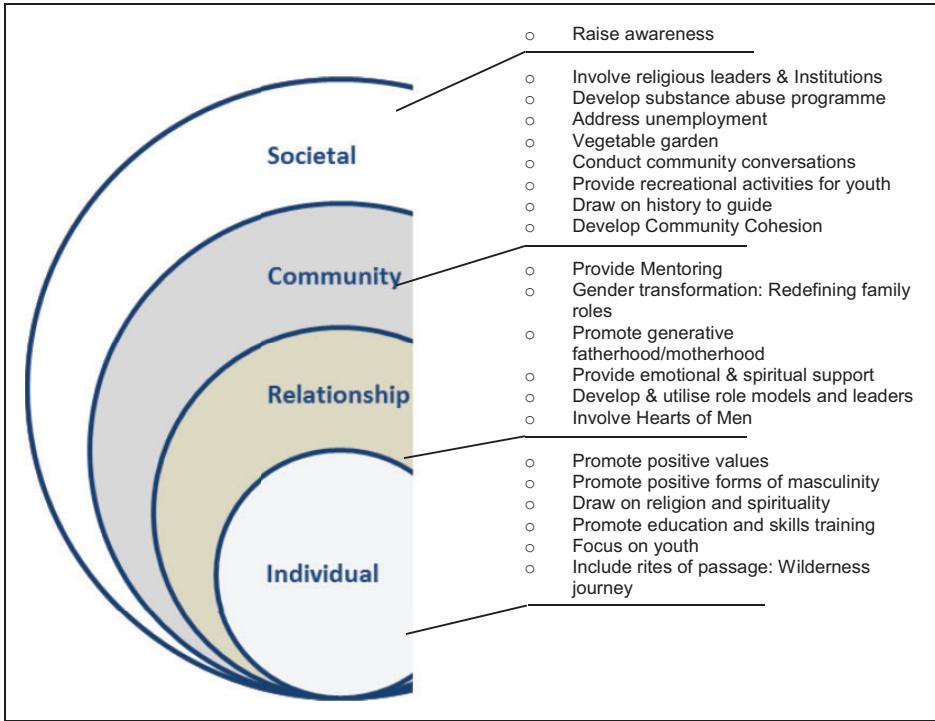 o Raise awareness
o Involve religious leaders & Institutions
o Develop substance abuse programme
o Address unemployment
o Vegetable garden
o Conduct community conversations
o Provide recreational activities for youth
o Draw on history to guide
o Develop Community Cohesion
o Provide Mentoring
o Gender transformation: Redefining family
roles
o Promote generative
fatherhood/motherhood
o Provide emotional & spiritual support
o Develop & utilise role models and leaders
o Involve Hearts of Men
o Promote positive values
o Promote positive forms of masculinity
o Draw on religion and spirituality
o Promote education and skills training
o Focus on youth
o Include rites of passage: Wilderness
journey
Societal
Community
Relationship
Individual